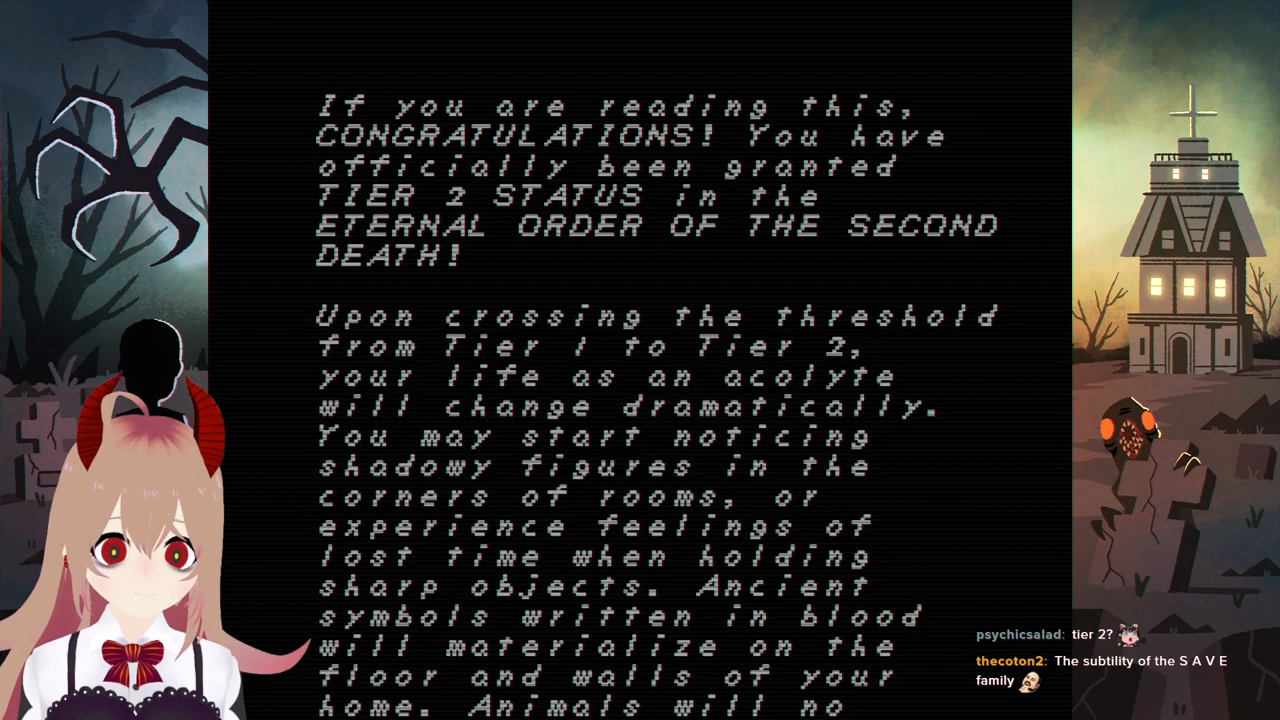 If you are reading this,
CONGRATULATIONS! You have
officially been granted
TIER 2 STATUS in the
ETERNAL ORDER OF THE SECOND
DEATH!
Upon crossing the threshold
from Tier 1 to Tier 2,
your life as an acolyte
will change dramatically.
You may start noticing
shadowy figures in the
corners of rooms, or
experience feelings of
lost time when holding
sharp objects. Ancient
symbols written in blood
will materialize on the
floor and walls of your
home. Animals will no
psychicsalad: tier 2?
thecoton2: The subtility of the S A V E
family